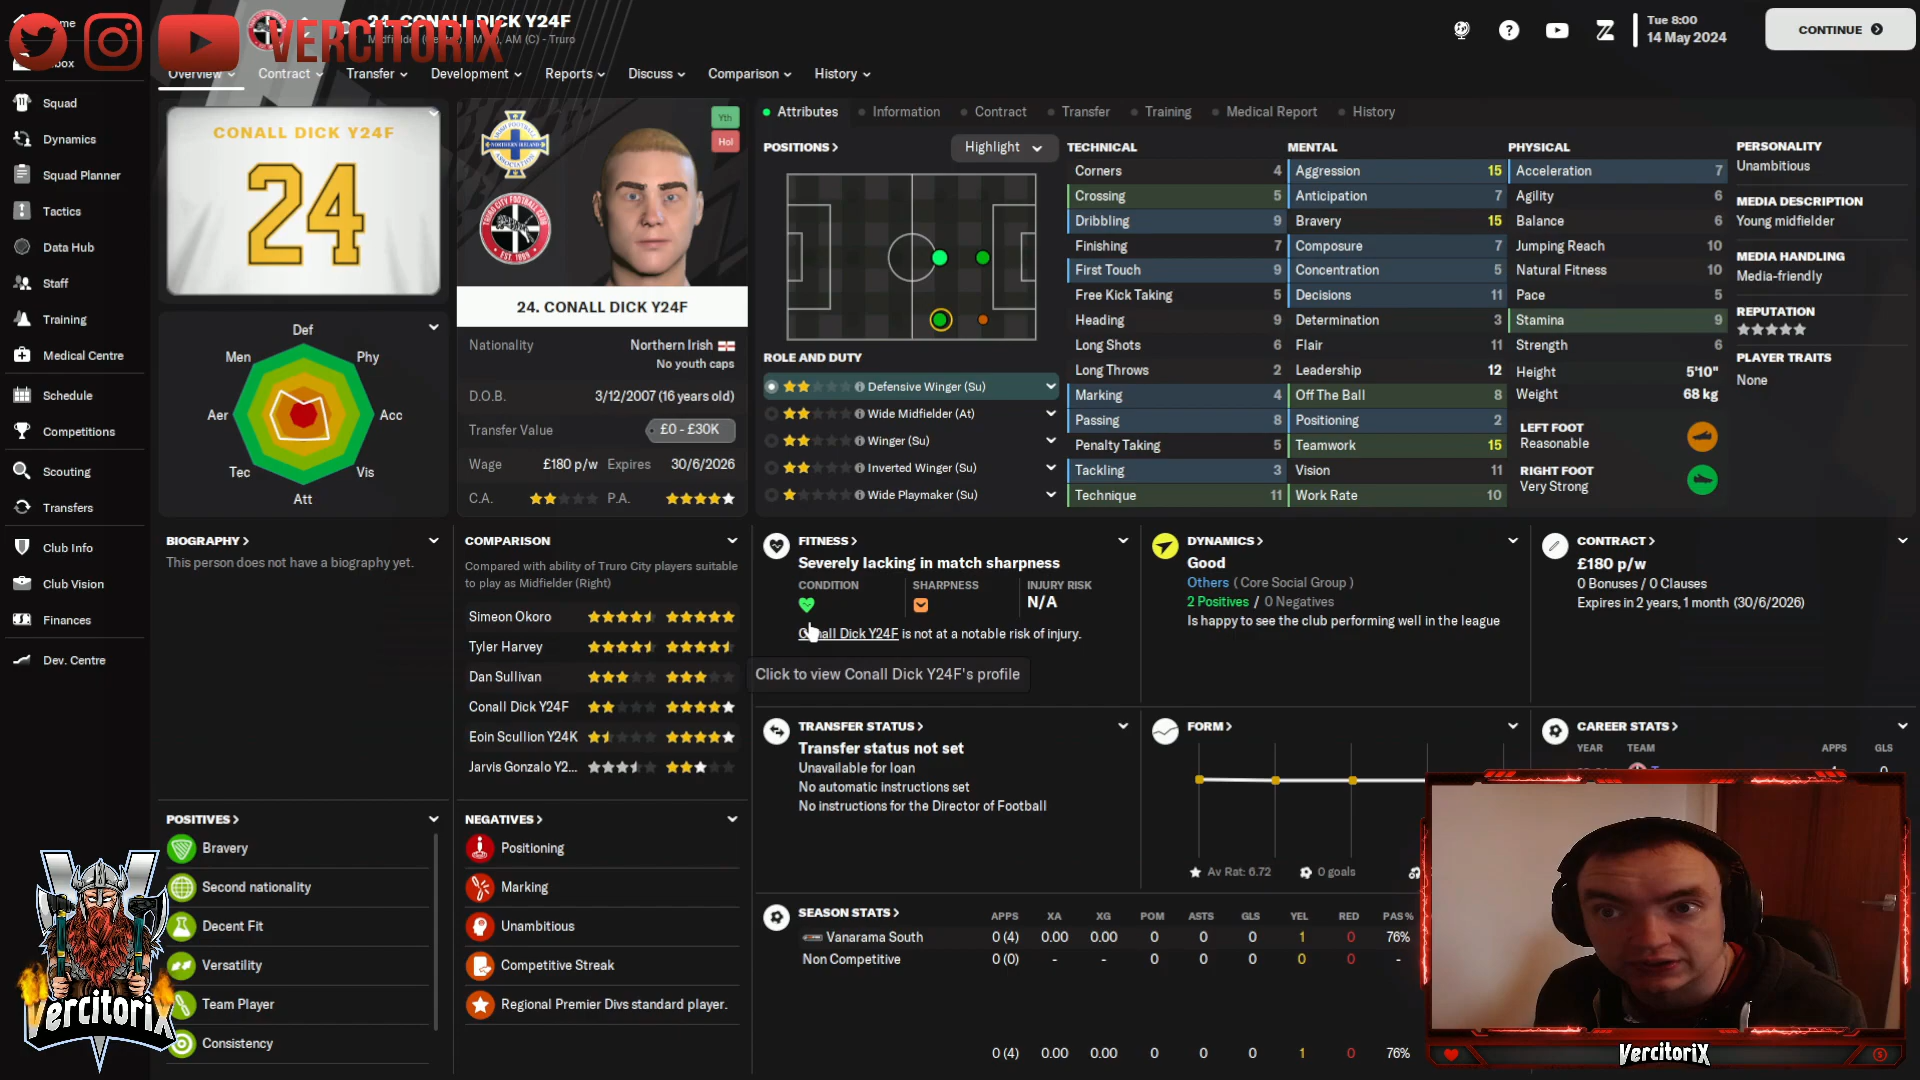 24. CONALL DICK Y24F
VERCITORIX
Tue 8:00
14 May 2024
CONTINUE
Overview
Contract
Transfer
Development
Reports
Discuss
Comparison
History
Squad
Dynamics
Squad Planner
Tactics
Data Hub
Staff
Training
Medical Centre
Schedule
Competitions
Scouting
Transfers
Club Info
Club Vision
Finances
Dev. Centre
CONALL DICK Y24F
24
Def
Men
Phy
Aer
Acc
Tec
Vis
Att
NORTHERN IRELAND
TRURO CITY FOOTBALL CLUB
EST. 1889
Yth
Hol
24. CONALL DICK Y24F
Nationality Northern Irish
No youth caps
D.O.B. 3/12/2007 (16 years old)
Transfer Value £0 - £30K
Wage £180 p/w Expires 30/6/2026
C.A. P.A.
Attributes
Information
Contract
Transfer
Training
Medical Report
History
POSITIONS >
Highlight
ROLE AND DUTY
Defensive Winger (Su)
Wide Midfielder (At)
Winger (Su)
Inverted Winger (Su)
Wide Playmaker (Su)
TECHNICAL
Corners 4
Crossing 5
Dribbling 9
Finishing 7
First Touch 9
Free Kick Taking 5
Heading 9
Long Shots 6
Long Throws 2
Marking 4
Passing 8
Penalty Taking 5
Tackling 3
Technique 11
MENTAL
Aggression 15
Anticipation 7
Bravery 15
Composure 7
Concentration 5
Decisions 11
Determination 3
Flair 11
Leadership 12
Off The Ball 8
Positioning 2
Teamwork 15
Vision 11
Work Rate 10
PHYSICAL
Acceleration 7
Agility 6
Balance 6
Jumping Reach 10
Natural Fitness 10
Pace 5
Stamina 9
Strength 6
Height 5'10"
Weight 68 kg
LEFT FOOT
Reasonable
RIGHT FOOT
Very Strong
PERSONALITY
Unambitious
MEDIA DESCRIPTION
Young midfielder
MEDIA HANDLING
Media-friendly
REPUTATION
PLAYER TRAITS
None
BIOGRAPHY >
This person does not have a biography yet.
COMPARISON
Compared with ability of Truro City players suitable
to play as Midfielder (Right)
Simeon Okoro
Tyler Harvey
Dan Sullivan
Conall Dick Y24F
Eoin Scullion Y24K
Jarvis Gonzalo Y2...
FITNESS >
Severely lacking in match sharpness
CONDITION SHARPNESS INJURY RISK
N/A
Conall Dick Y24F is not at a notable risk of injury.
Click to view Conall Dick Y24F's profile
DYNAMICS >
Good
Others ( Core Social Group )
2 Positives / 0 Negatives
Is happy to see the club performing well in the league
CONTRACT >
£180 p/w
0 Bonuses / 0 Clauses
Expires in 2 years, 1 month (30/6/2026)
TRANSFER STATUS >
Transfer status not set
Unavailable for loan
No automatic instructions set
No instructions for the Director of Football
FORM >
Av Rat: 6.72 0 goals
CAREER STATS >
YEAR TEAM APPS GLS
POSITIVES >
Bravery
Second nationality
Decent Fit
Versatility
Team Player
Consistency
NEGATIVES >
Positioning
Marking
Unambitious
Competitive Streak
Regional Premier Divs standard player.
SEASON STATS > APPS XA XG POM ASTS GLS YEL RED PAS %
Vanarama South 0 (4) 0.00 0.00 0 0 0 1 0 76%
Non Competitive 0 (0) - - 0 0 0 0 0 -
0 (4) 0.00 0.00 0 0 0 1 0 76%
VercitoriX
VercitoriX